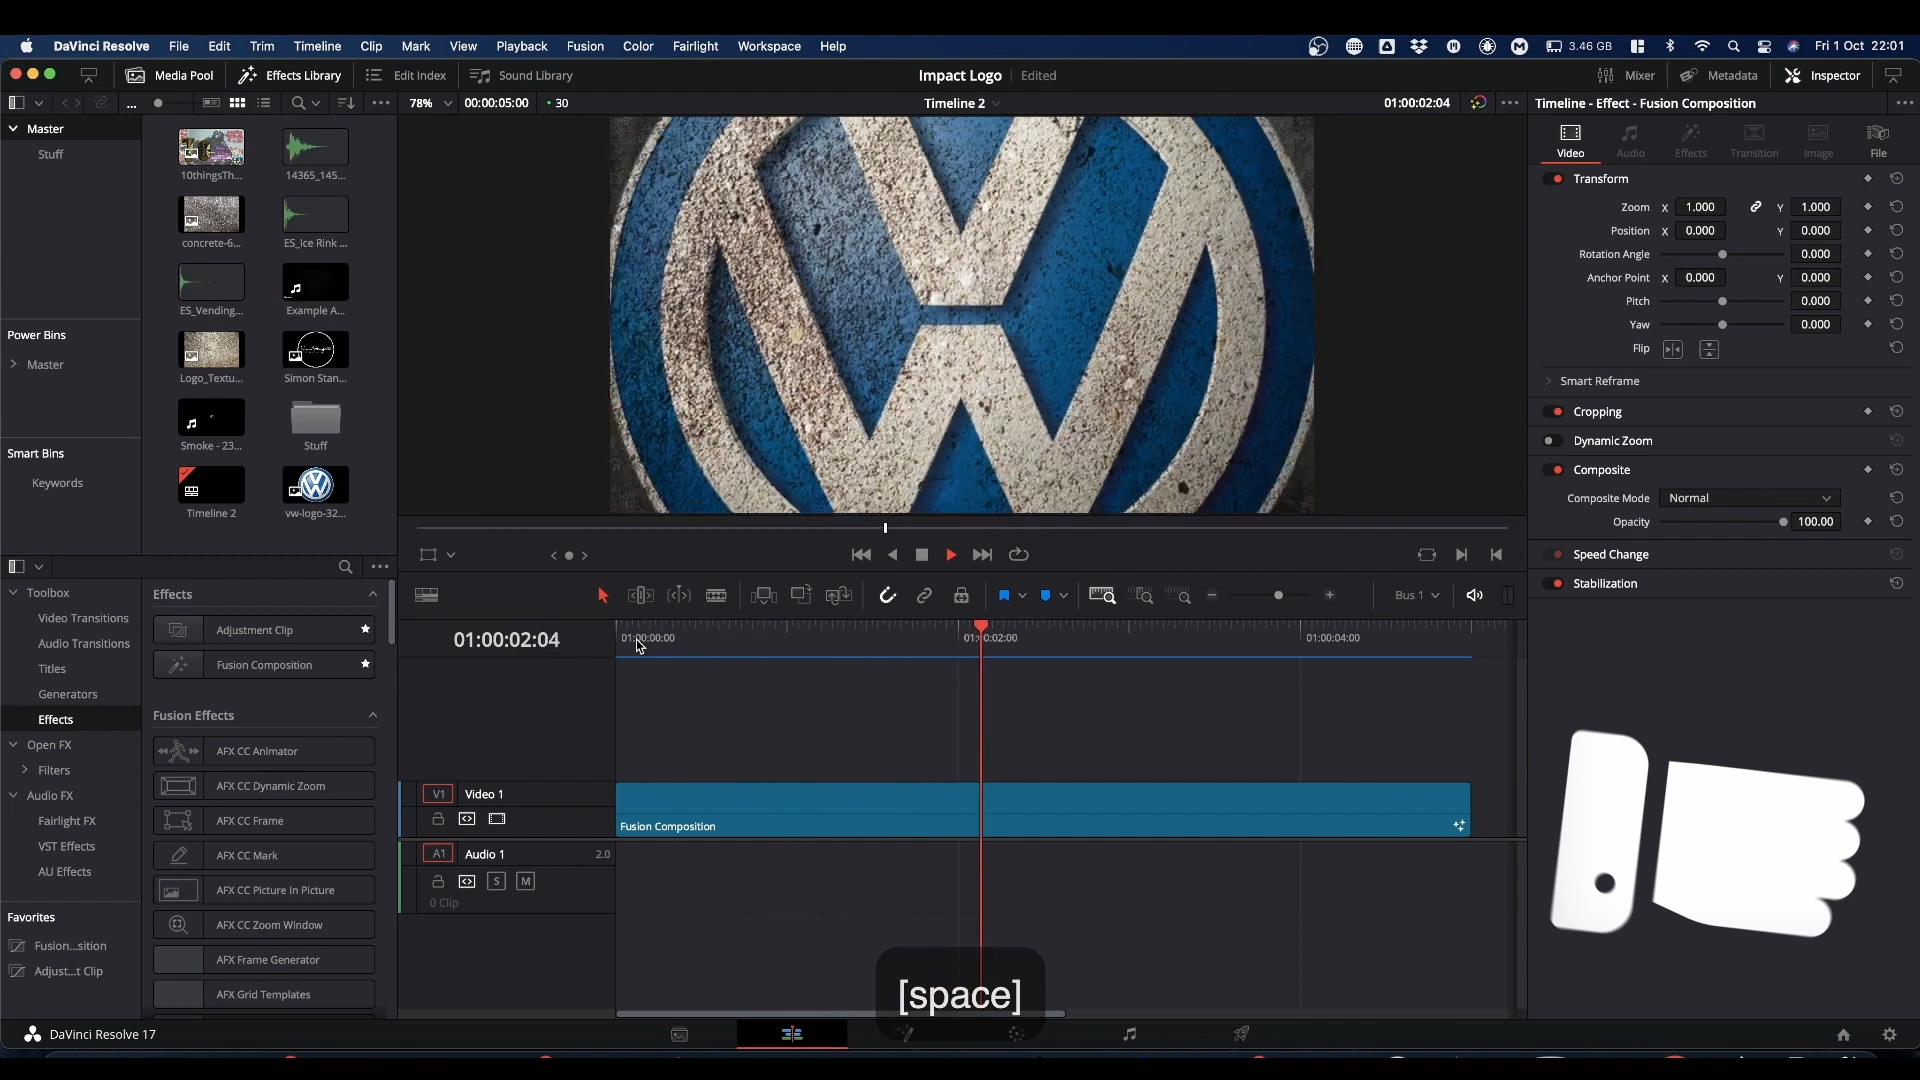 DaVinci Resolve File Edit Trim Timeline Clip Mark View Playback Fusion Color Fairlight Workspace Help 3.46 GB Fri 1 Oct 22:01
Media Pool Effects Library Edit Index Sound Library Impact Logo Edited Mixer Metadata Inspector
... 78% 00:00:05:00 30 Timeline 2 01:00:02:04 Timeline - Effect - Fusion Composition
Master
Stuff
Power Bins
Master
Smart Bins
Keywords
10thingsTh...
14365_145...
concrete-6...
ES_Ice Rink ...
ES_Vending...
Example A...
Logo_Textu...
Simon Stan...
Smoke - 23...
Stuff
Timeline 2
vw-logo-32...
Video Audio Effects Transition Image File
Transform
Zoom X 1.000 Y 1.000
Position X 0.000 Y 0.000
Rotation Angle 0.000
Anchor Point X 0.000 Y 0.000
Pitch 0.000
Yaw 0.000
Flip
Smart Reframe
Cropping
Dynamic Zoom
Composite
Composite Mode Normal
Opacity 100.00
Speed Change
Stabilization
Toolbox
Video Transitions
Audio Transitions
Titles
Generators
Effects
Open FX
Filters
Audio FX
Fairlight FX
VST Effects
AU Effects
Favorites
Fusion...sition
Adjust...t Clip
Effects
Adjustment Clip
Fusion Composition
Fusion Effects
AFX CC Animator
AFX CC Dynamic Zoom
AFX CC Frame
AFX CC Mark
AFX CC Picture In Picture
AFX CC Zoom Window
AFX Frame Generator
AFX Grid Templates
Bus 1
01:00:02:04
01:00:00:00 01:00:02:00 01:00:04:00
V1 Video 1
Fusion Composition
A1 Audio 1 2.0
S M
0 Clip
[space]
DaVinci Resolve 17